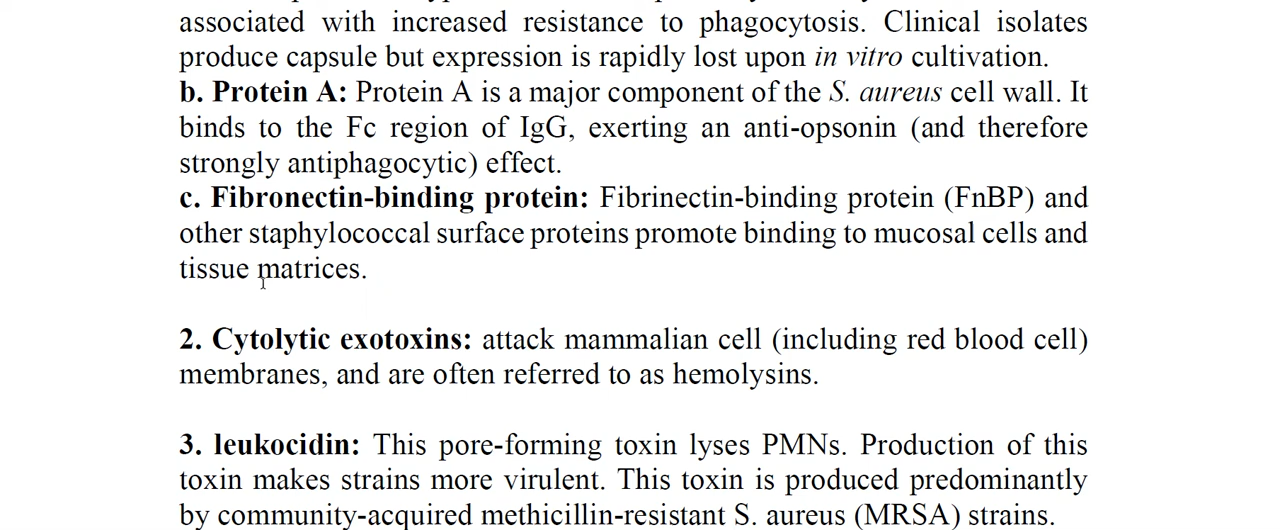 associated with increased resistance to phagocytosis. Clinical isolates
produce capsule but expression is rapidly lost upon in vitro cultivation.
b. Protein A: Protein A is a major component of the S. aureus cell wall. It
binds to the Fc region of IgG, exerting an anti-opsonin (and therefore
strongly antiphagocytic) effect.
c. Fibronectin-binding protein: Fibrinectin-binding protein (FnBP) and
other staphylococcal surface proteins promote binding to mucosal cells and
tissue matrices.
2. Cytolytic exotoxins: attack mammalian cell (including red blood cell)
membranes, and are often referred to as hemolysins.
3. leukocidin: This pore-forming toxin lyses PMNs. Production of this
toxin makes strains more virulent. This toxin is produced predominantly
by community-acquired methicillin-resistant S. aureus (MRSA) strains.